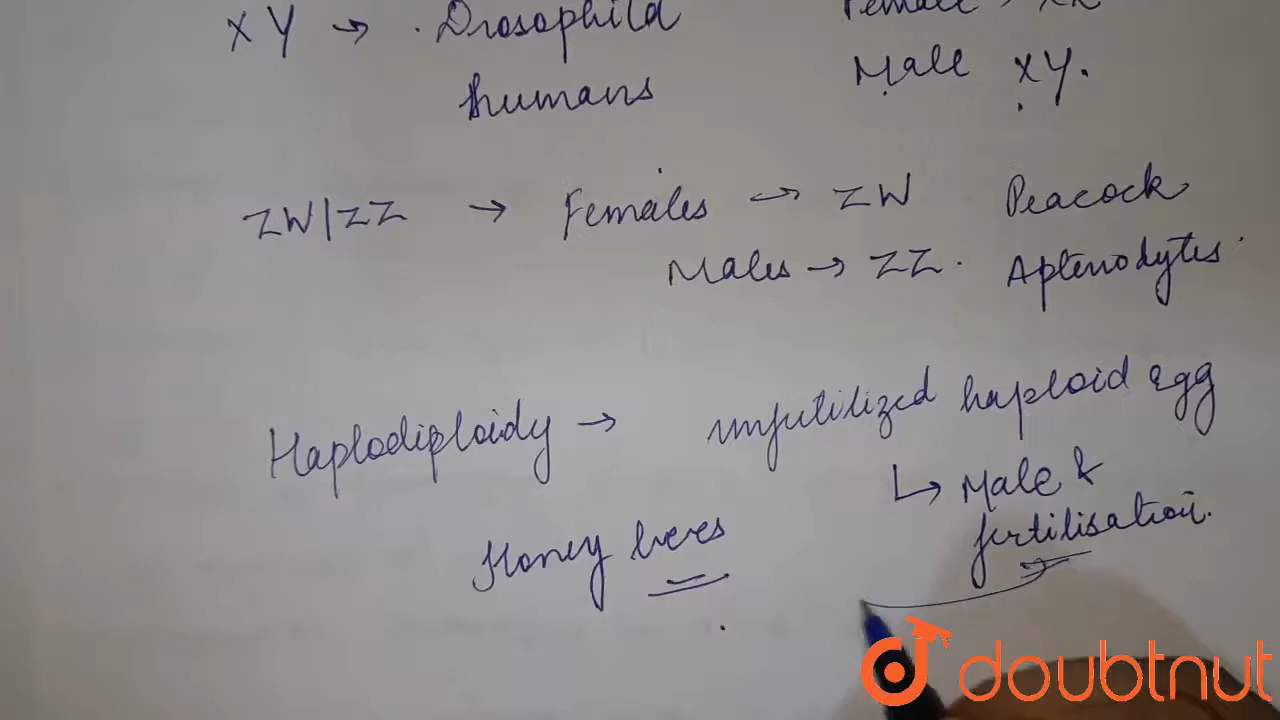 XY → Drosophila Female → XX
humans Male XY.
ZW/ZZ → Females → ZW Peacock
Males → ZZ. Aptenodytes
Haplodiploidy → unfutilized haploid egg
↳ Male &
Honey bees fertilisation.
doubtnut